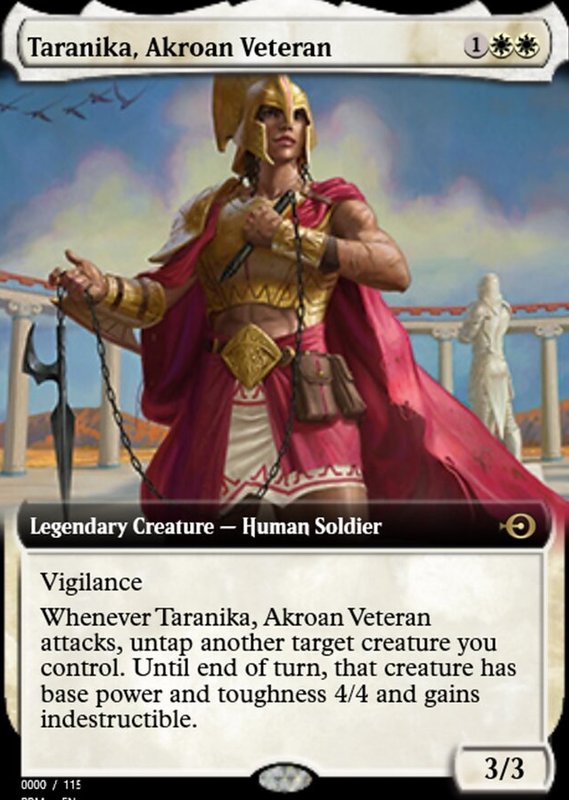 Taranika, Akroan Veteran 1
Legendary Creature — Human Soldier
Vigilance
Whenever Taranika, Akroan Veteran
attacks, untap another target creature you
control. Until end of turn, that creature has
base power and toughness 4/4 and gains
indestructible.
3/3
0000 / 115